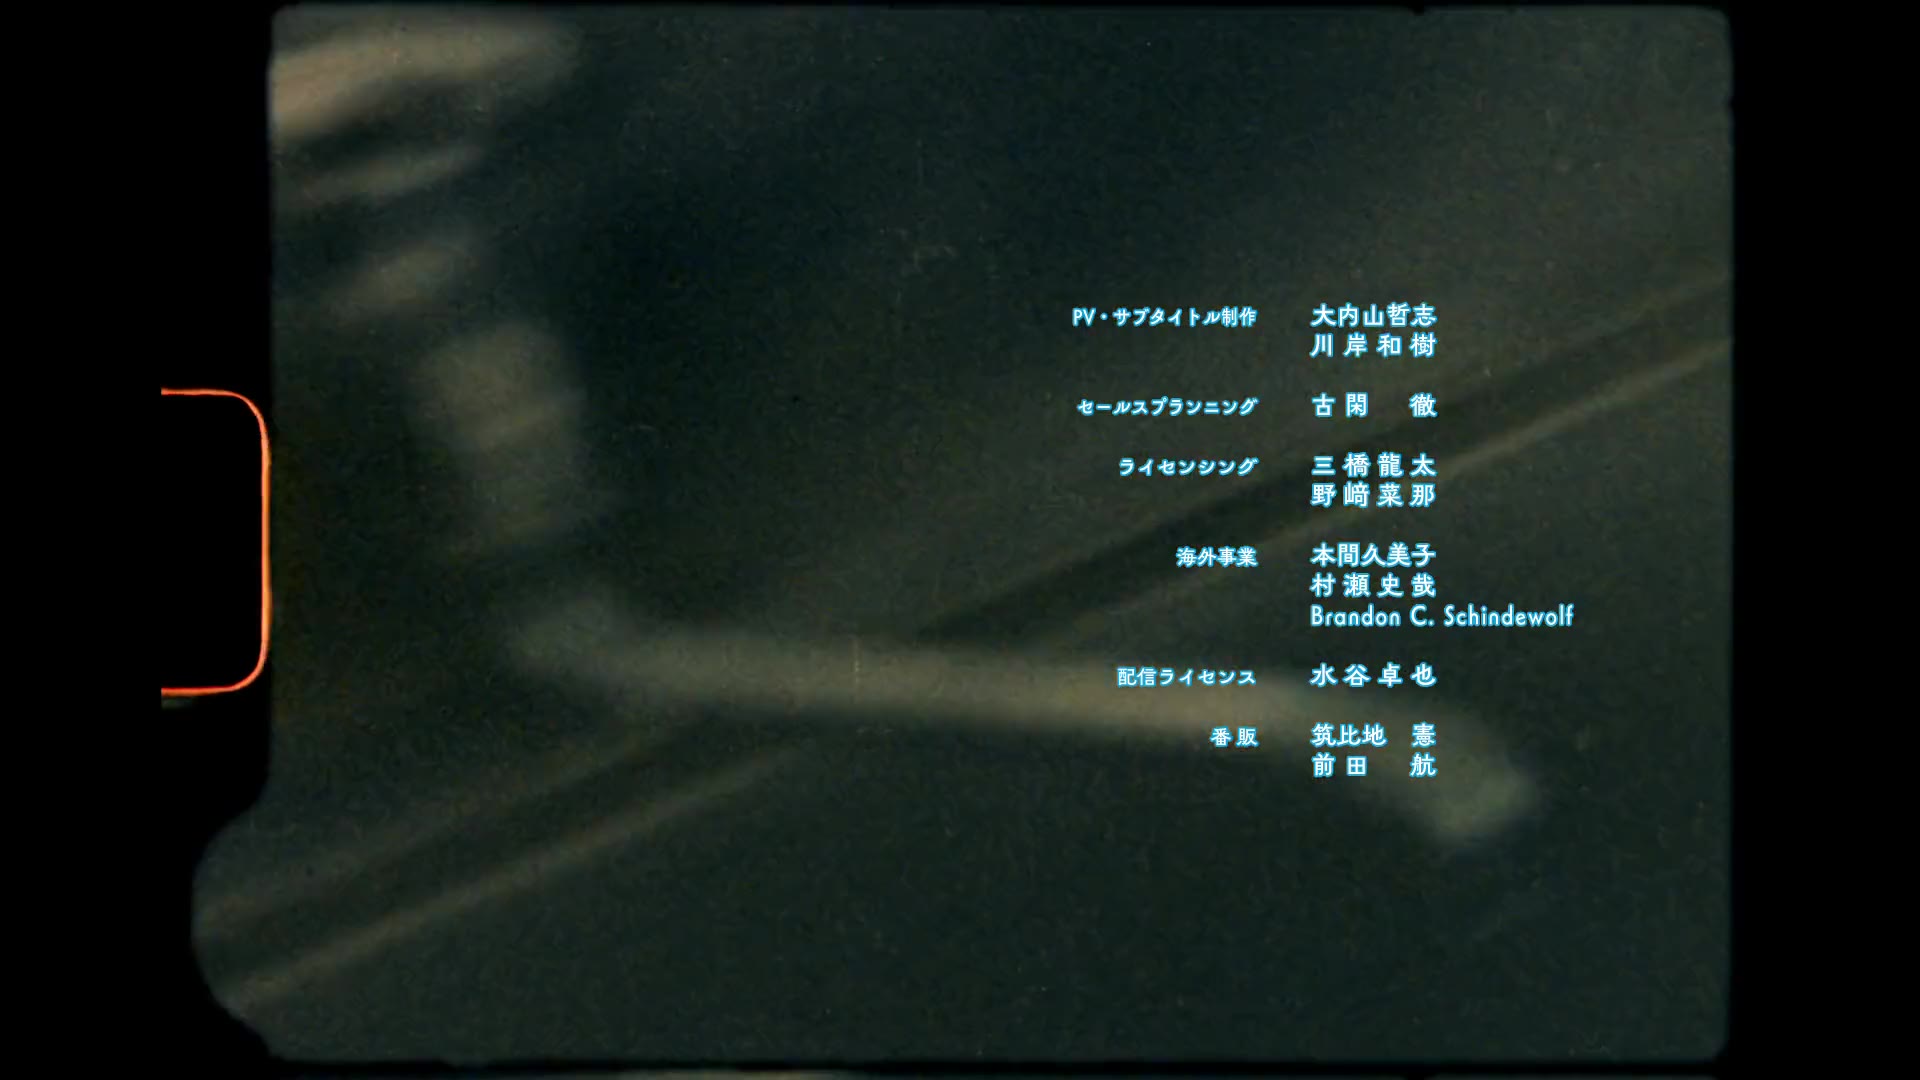 PV・サブタイトル制作 大内山哲志
川岸和樹
セールスプランニング 古閑 徹
ライセンシング 三橋龍太
野﨑菜那
海外事業 本間久美子
村瀬史哉
Brandon C. Schindewolf
配信ライセンス 水谷卓也
番販 筑比地 憲
前田 航